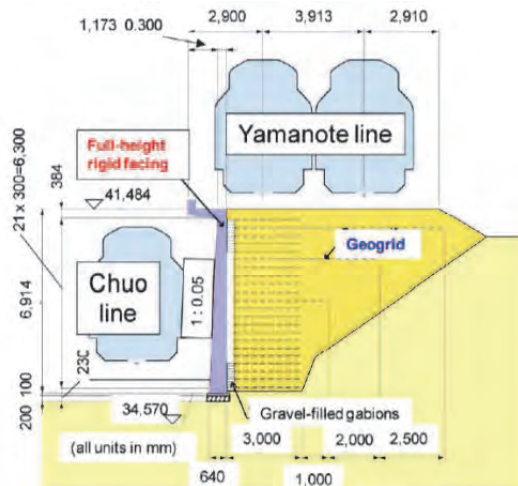 2,900 3,913 2,910
1,173 0.300
Yamanote line
Full-height
rigid facing
21 x 300=6,300
384
41,484
Geogrid
Chuo
line
1 : 0.05
6,914
230
200 100
34,570
Gravel-filled gabions
(all units in mm)
3,000
2,000
2,500
640
1,000